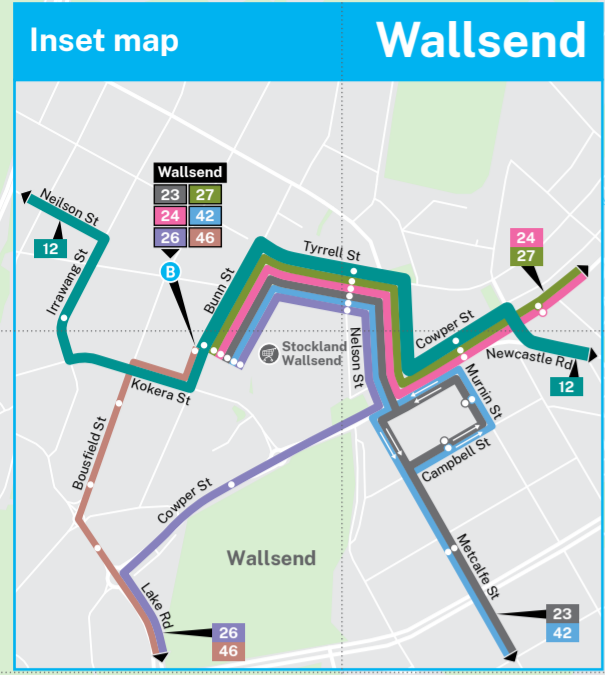 Inset map
Wallsend
Neilson St
12
Irrawang St
Wallsend
23 27
24 42
26 46
B
Bunn St
Tyrrell St
24
27
Stockland
Wallsend
Nelson St
Cowper St
Newcastle Rd
12
Kokera St
Murnin St
Bousfield St
Campbell St
Cowper St
Wallsend
Metcalfe St
Lake Rd
26
46
23
42